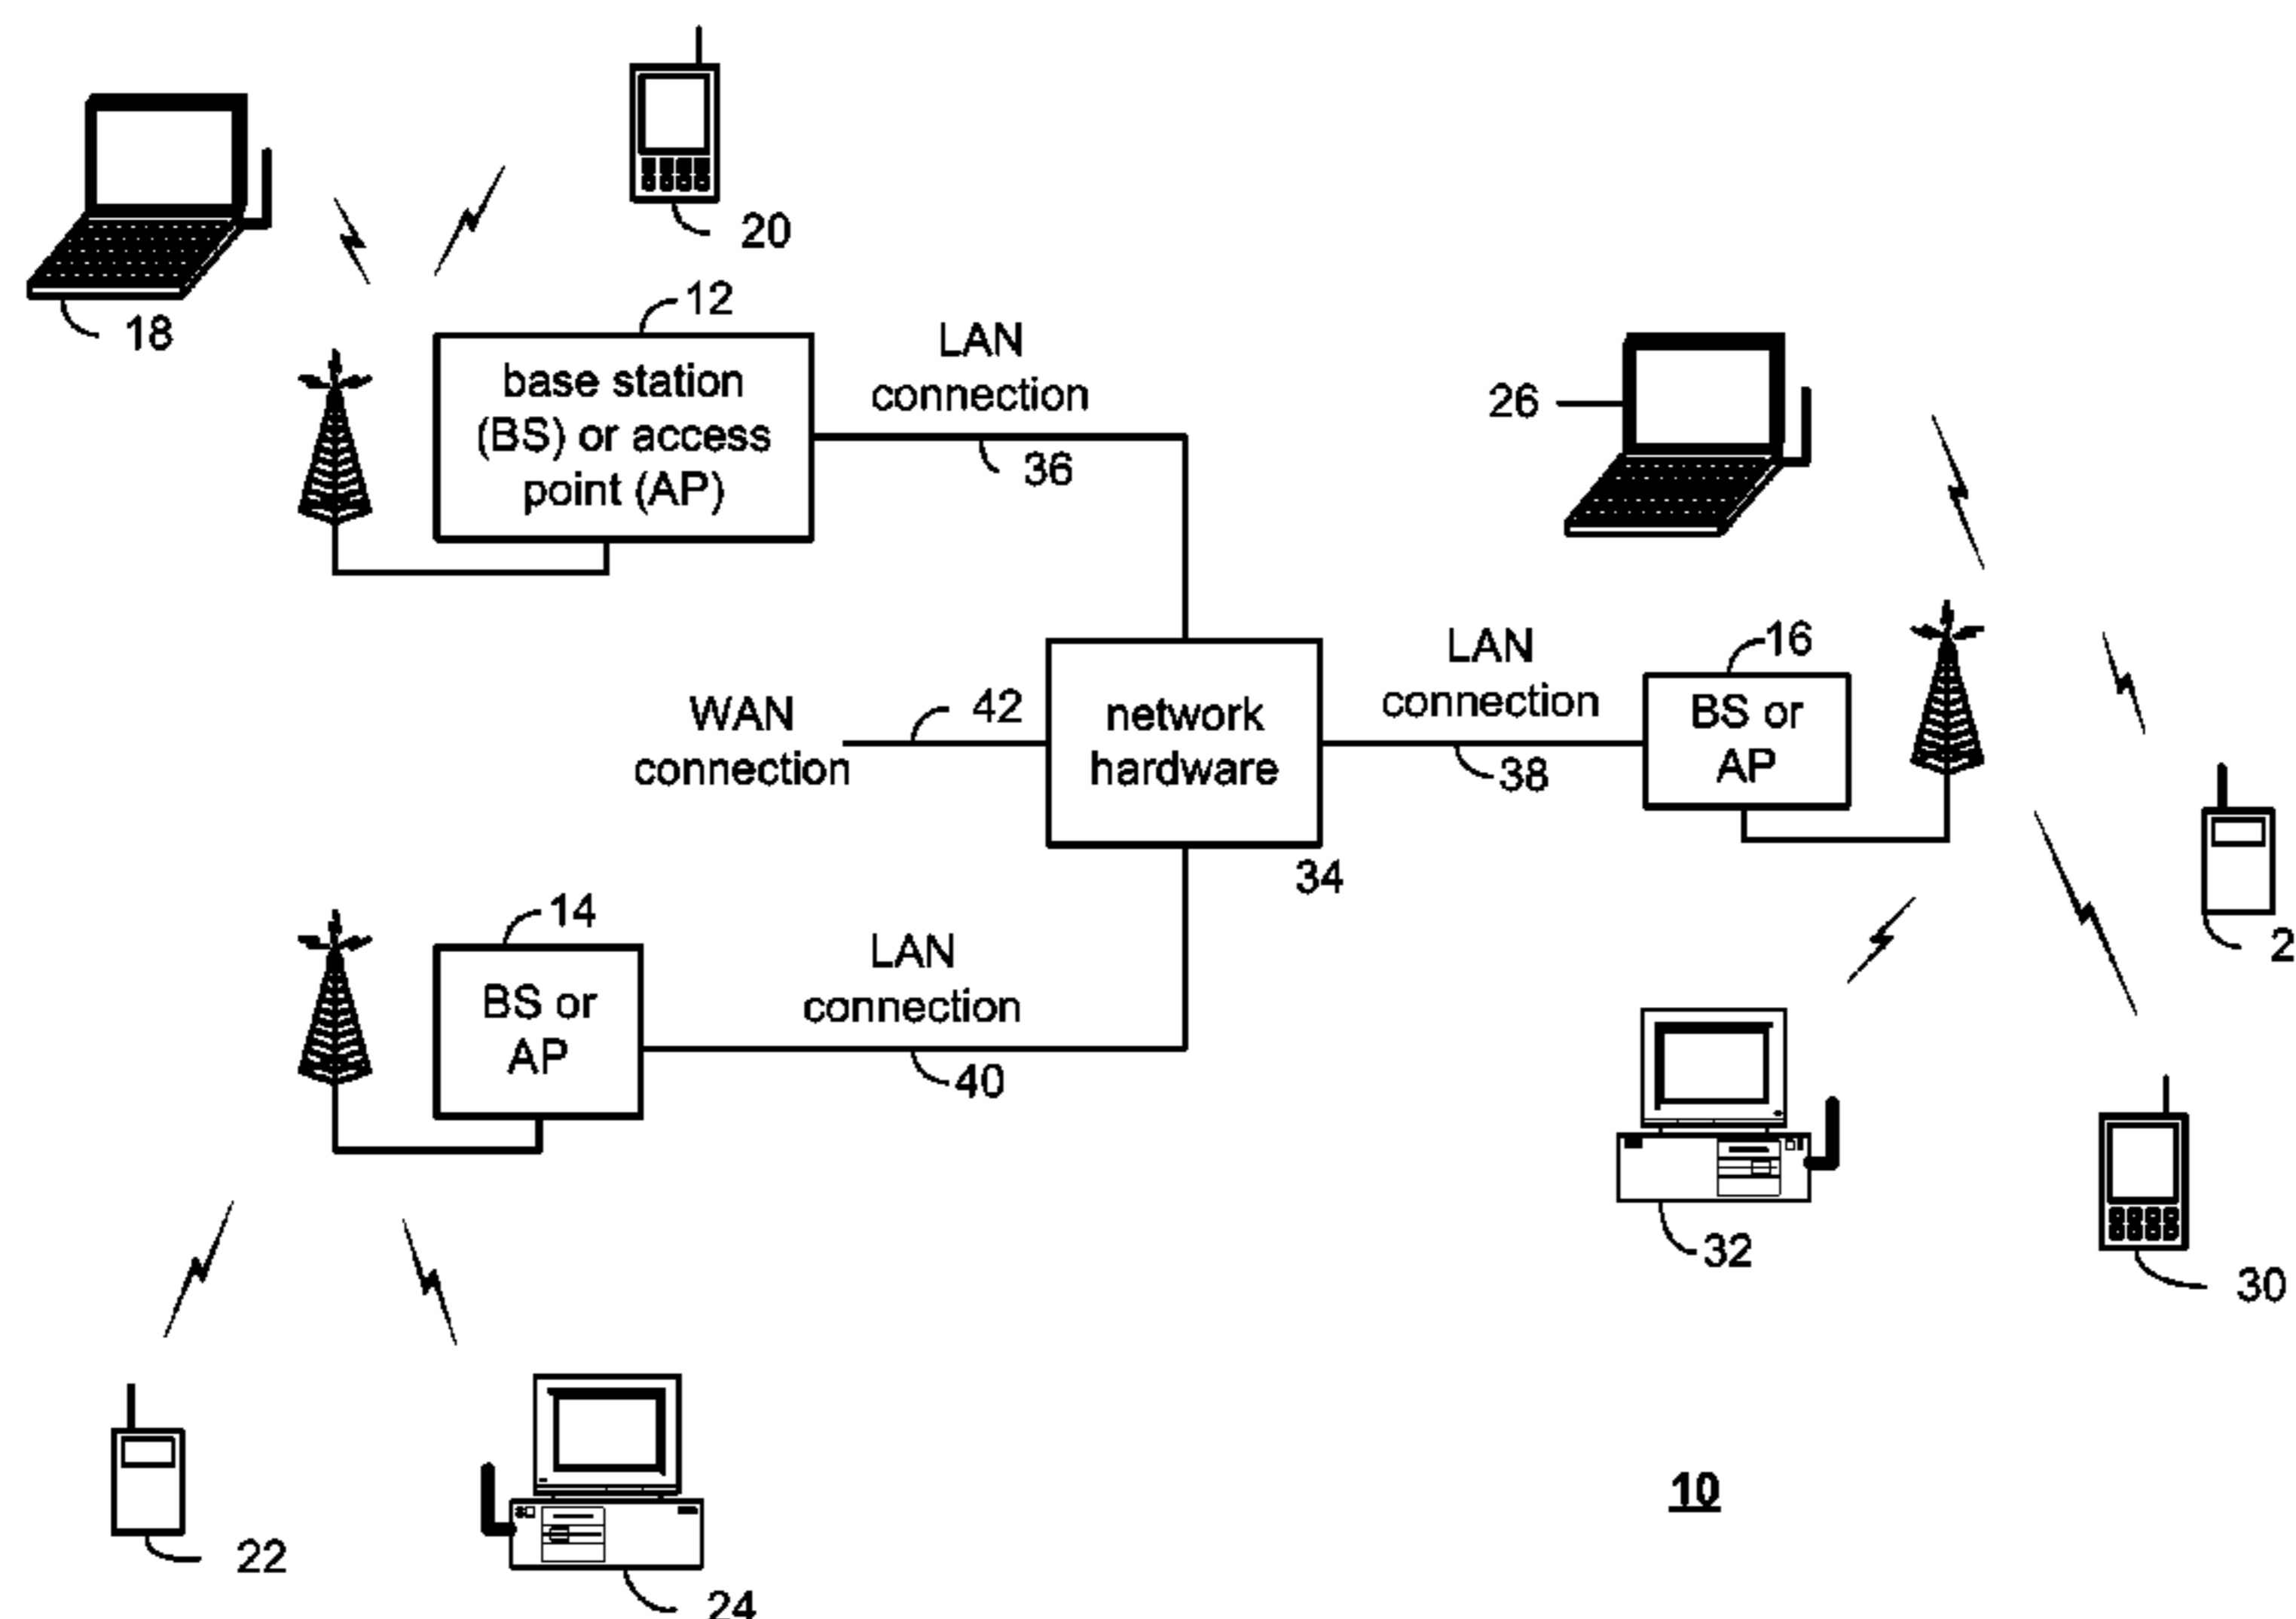 20
18
12
base station
(BS) or access
point (AP)
LAN
connection
36
26
16
BS or
AP
LAN
connection
38
WAN
connection
42
network
hardware
34
14
BS or
AP
LAN
connection
40
2
32
30
22
24
10